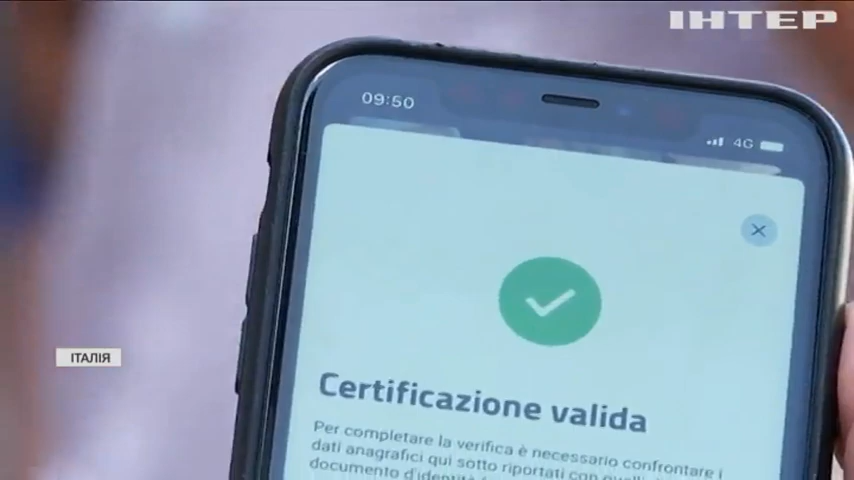 ІНТЕР
09:50
4G
ІТАЛІЯ
Certificazione valida
Per completare la verifica è necessario confrontare i
dati anagrafici qui sotto riportati con quelli
documento d'identità